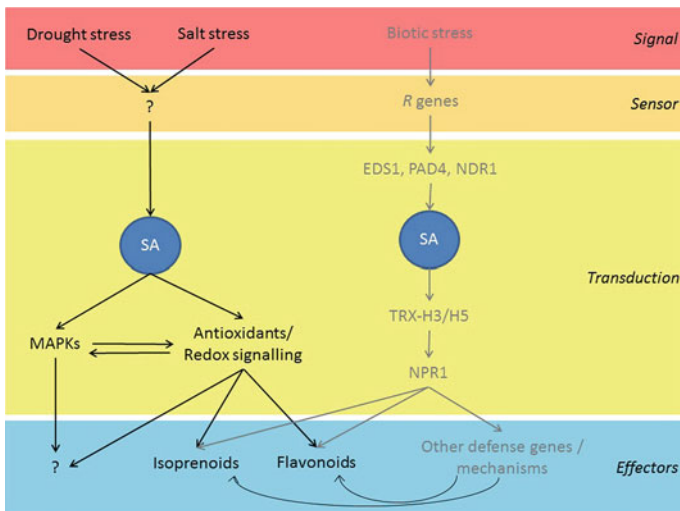 Drought stress
Salt stress
Biotic stress
Signal
?
R genes
Sensor
EDS1, PAD4, NDR1
SA
SA
Transduction
TRX-H3/H5
MAPKs
Antioxidants/
Redox signalling
NPR1
?
Isoprenoids
Flavonoids
Other defense genes /
mechanisms
Effectors